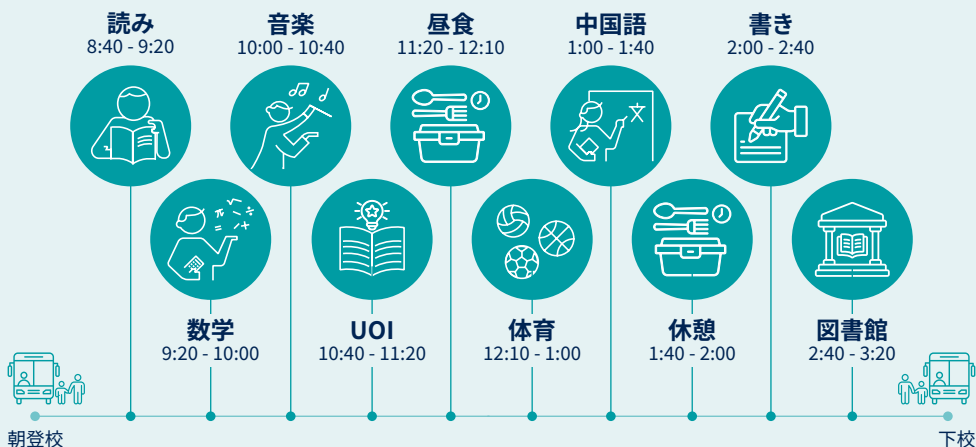 読み
8:40 - 9:20
音楽
10:00 - 10:40
昼食
11:20 - 12:10
中国語
1:00 - 1:40
書き
2:00 - 2:40
文
π √ ÷
= / +
数学
9:20 - 10:00
UOI
10:40 - 11:20
体育
12:10 - 1:00
休憩
1:40 - 2:00
図書館
2:40 - 3:20
朝登校
下校